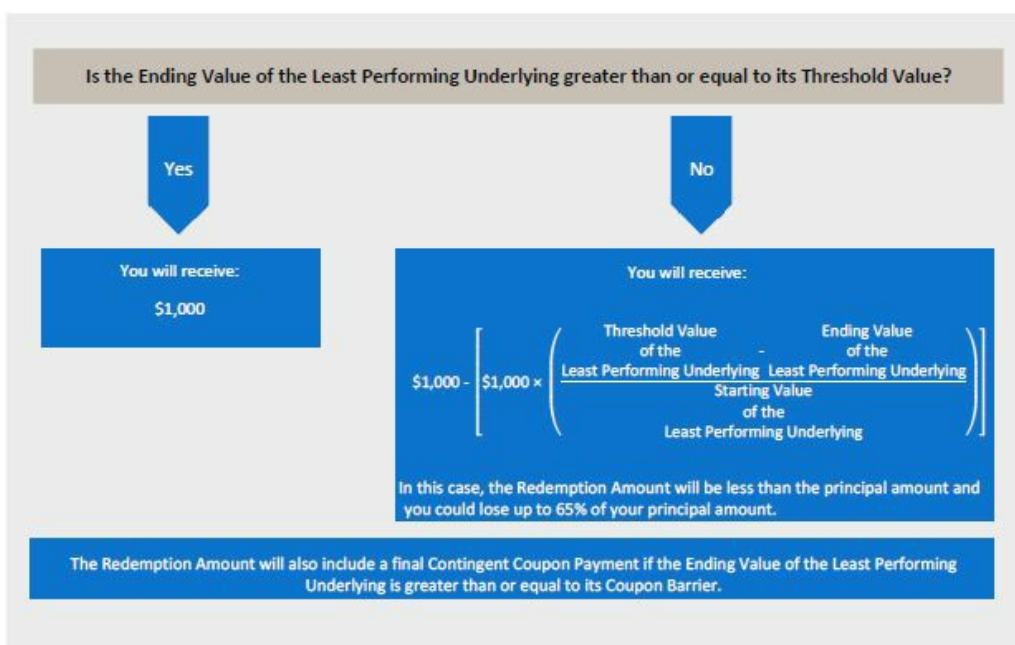 Is the Ending Value of the Least Performing Underlying greater than or equal to its Threshold Value?
Yes
No
You will receive:
$1,000
You will receive:
Threshold Value
of the
Least Performing Underlying
-
Ending Value
of the
Least Performing Underlying
$1,000 - [$1,000 × (
Starting Value
of the
Least Performing Underlying
)]
In this case, the Redemption Amount will be less than the principal amount and
you could lose up to 65% of your principal amount.
The Redemption Amount will also include a final Contingent Coupon Payment if the Ending Value of the Least Performing
Underlying is greater than or equal to its Coupon Barrier.